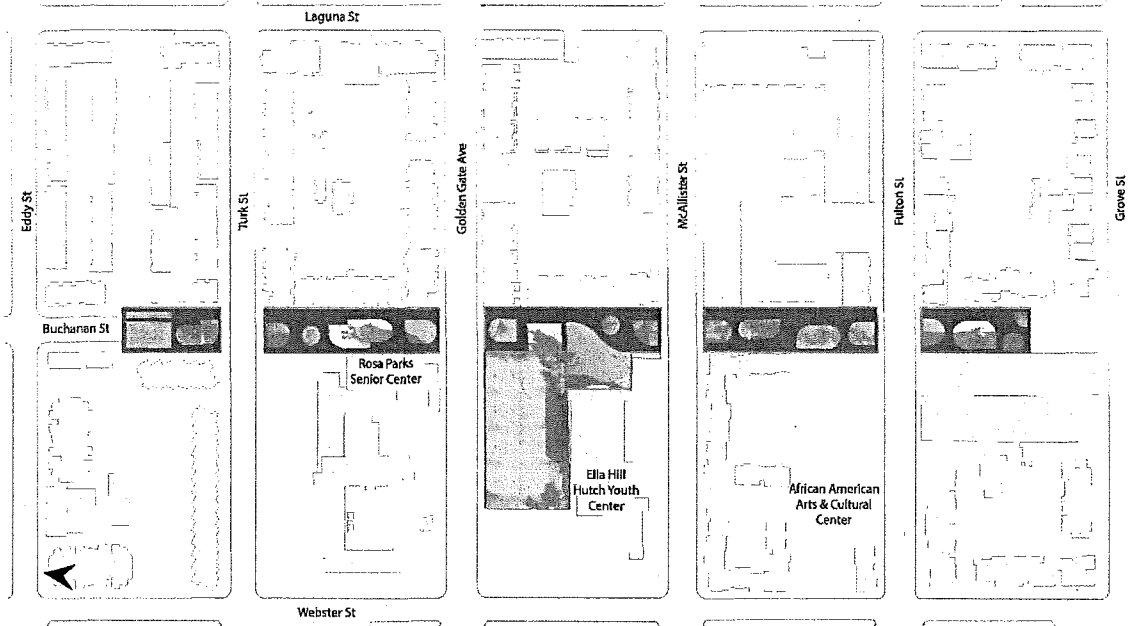 Laguna St
Eddy St
Turk St
Golden Gate Ave
McAllister St
Fulton St
Grove St
Buchanan St
Rosa Parks
Senior Center
Ella Hill
Hutch Youth
Center
African American
Arts & Cultural
Center
Webster St